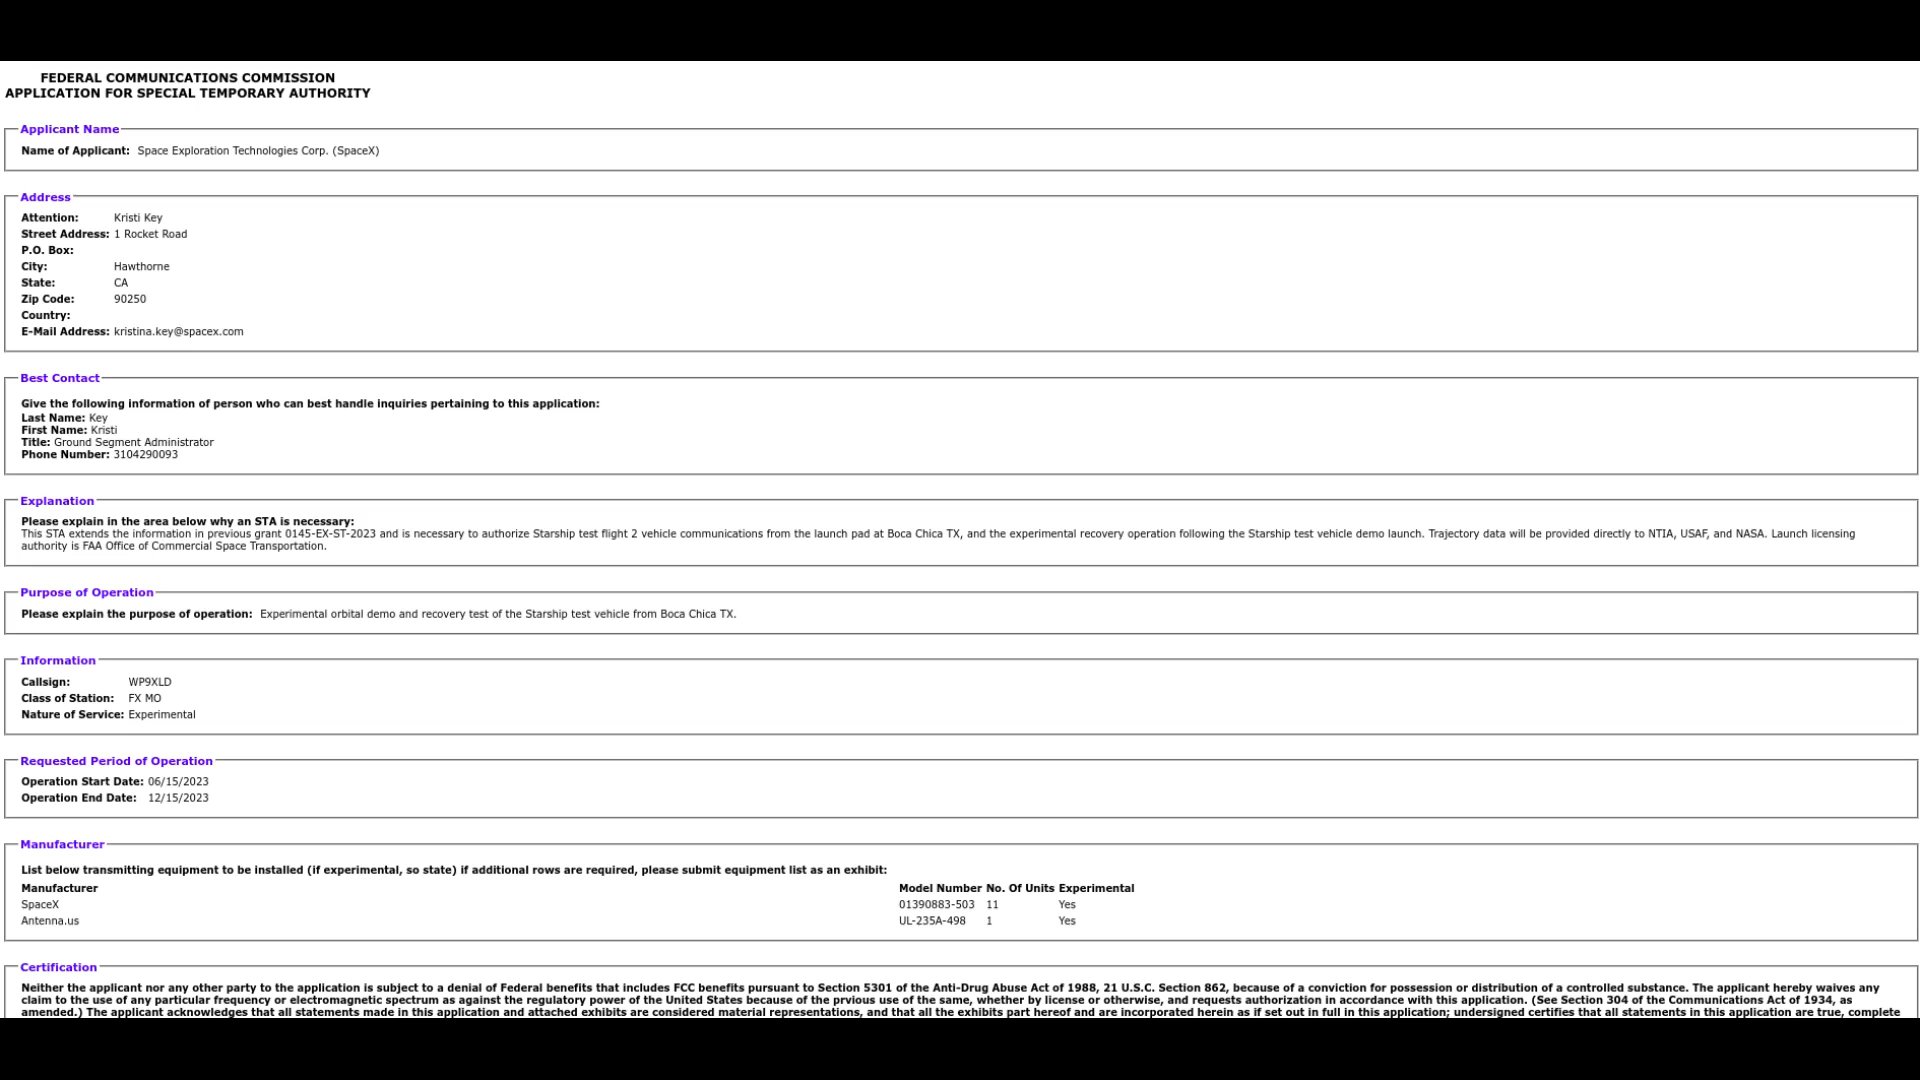 FEDERAL COMMUNICATIONS COMMISSION
APPLICATION FOR SPECIAL TEMPORARY AUTHORITY
Applicant Name
Name of Applicant: Space Exploration Technologies Corp. (SpaceX)
Address
Attention: Kristi Key
Street Address: 1 Rocket Road
P.O. Box:
City: Hawthorne
State: CA
Zip Code: 90250
Country:
E-Mail Address: kristina.key@spacex.com
Best Contact
Give the following information of person who can best handle inquiries pertaining to this application:
Last Name: Key
First Name: Kristi
Title: Ground Segment Administrator
Phone Number: 3104290093
Explanation
Please explain in the area below why an STA is necessary:
This STA extends the information in previous grant 0145-EX-ST-2023 and is necessary to authorize Starship test flight 2 vehicle communications from the launch pad at Boca Chica TX, and the experimental recovery operation following the Starship test vehicle demo launch. Trajectory data will be provided directly to NTIA, USAF, and NASA. Launch licensing
authority is FAA Office of Commercial Space Transportation.
Purpose of Operation
Please explain the purpose of operation: Experimental orbital demo and recovery test of the Starship test vehicle from Boca Chica TX.
Information
Callsign: WP9XLD
Class of Station: FX MO
Nature of Service: Experimental
Requested Period of Operation
Operation Start Date: 06/15/2023
Operation End Date: 12/15/2023
Manufacturer
List below transmitting equipment to be installed (if experimental, so state) if additional rows are required, please submit equipment list as an exhibit:
Manufacturer Model Number No. Of Units Experimental
SpaceX 01390883-503 11 Yes
Antenna.us UL-235A-498 1 Yes
Certification
Neither the applicant nor any other party to the application is subject to a denial of Federal benefits that includes FCC benefits pursuant to Section 5301 of the Anti-Drug Abuse Act of 1988, 21 U.S.C. Section 862, because of a conviction for possession or distribution of a controlled substance. The applicant hereby waives any
claim to the use of any particular frequency or electromagnetic spectrum as against the regulatory power of the United States because of the prvious use of the same, whether by license or otherwise, and requests authorization in accordance with this application. (See Section 304 of the Communications Act of 1934, as
amended.) The applicant acknowledges that all statements made in this application and attached exhibits are considered material representations, and that all the exhibits part hereof and are incorporated herein as if set out in full in this application; undersigned certifies that all statements in this application are true, complete